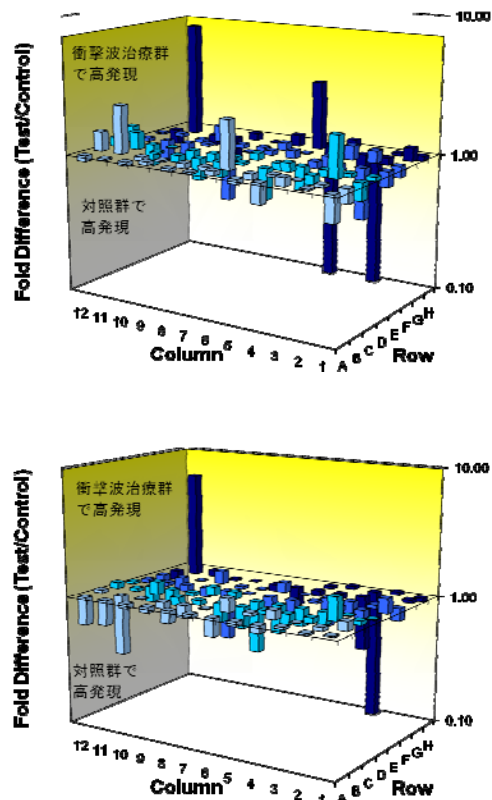 10.00
衝撃波治療群
で高発現
1.00
対照群で
高発現
0.10
Fold Difference (Test/Control)
12 11 10 9 8 7 6 5 4 3 2 1
Column
A B C D E F G H
Row
10.00
衝撃波治療群
で高発現
1.00
対照群で
高発現
0.10
Fold Difference (Test/Control)
12 11 10 9 8 7 6 5 4 3 2 1
Column
A B C D E F G H
Row